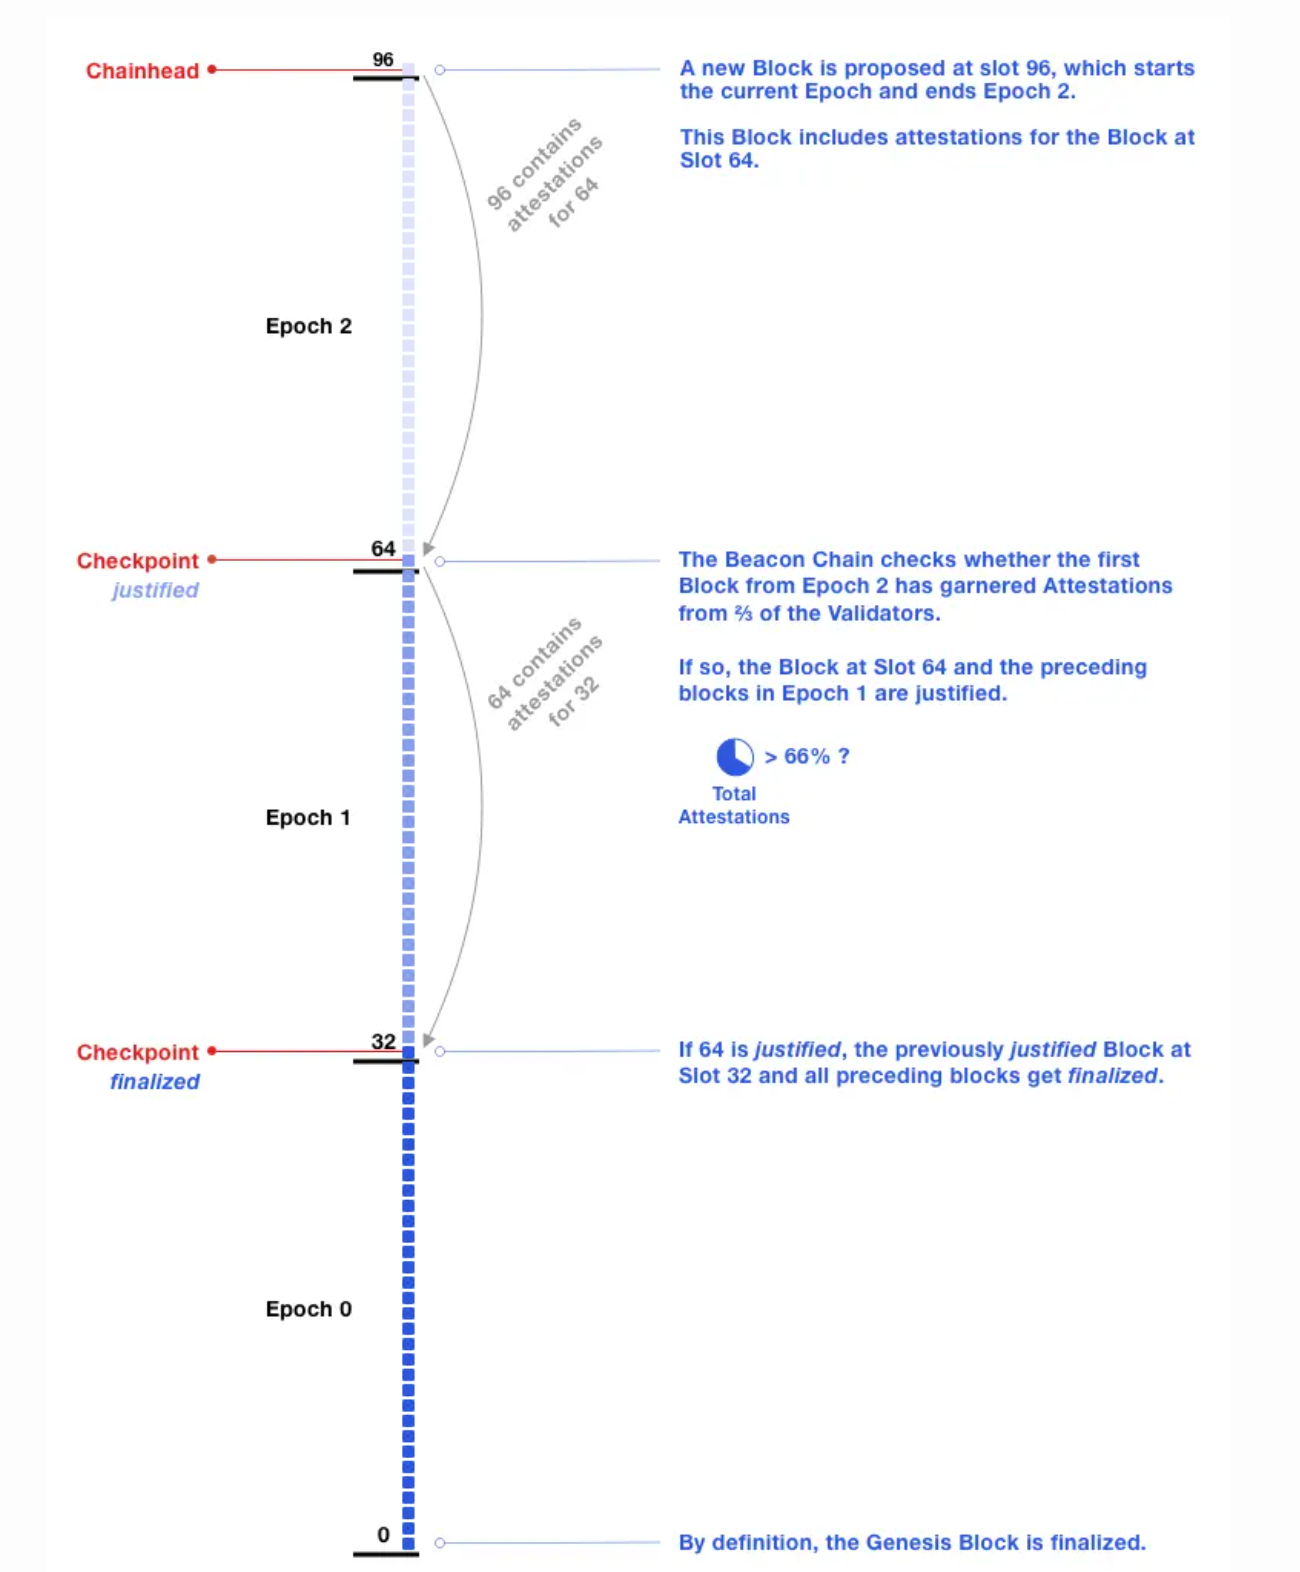 96
Chainhead
A new Block is proposed at slot 96, which starts
the current Epoch and ends Epoch 2.
This Block includes attestations for the Block at
Slot 64.
96 contains
attestations
for 64
Epoch 2
64
Checkpoint
justified
The Beacon Chain checks whether the first
Block from Epoch 2 has garnered Attestations
from ⅔ of the Validators.
If so, the Block at Slot 64 and the preceding
blocks in Epoch 1 are justified.
64 contains
attestations
for 32
> 66% ?
Total
Attestations
Epoch 1
32
Checkpoint
finalized
If 64 is justified, the previously justified Block at
Slot 32 and all preceding blocks get finalized.
Epoch 0
0
By definition, the Genesis Block is finalized.